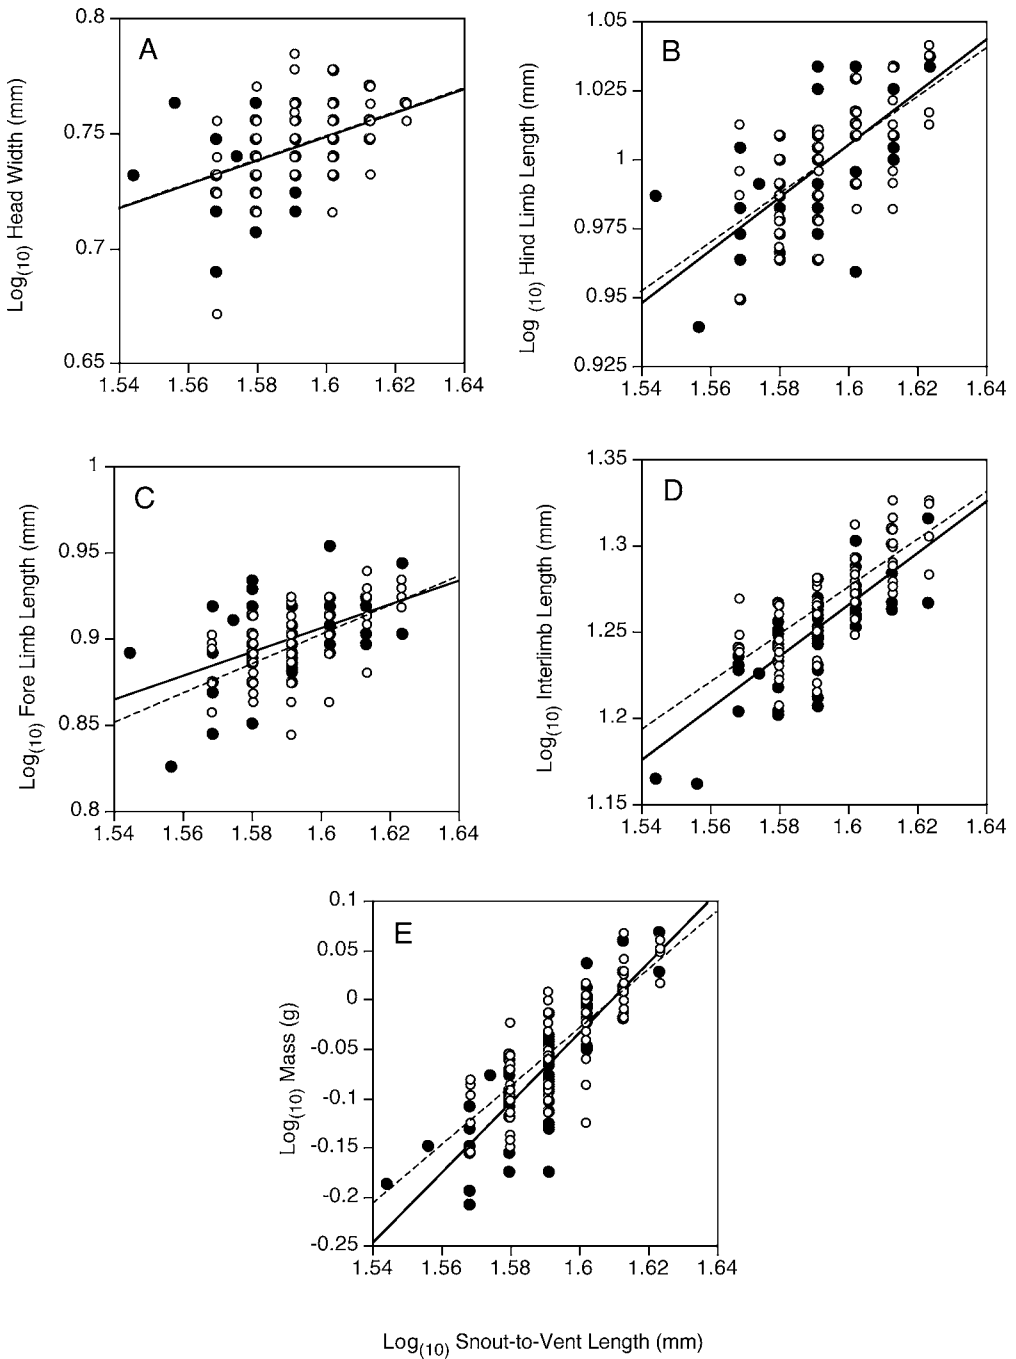 A
Log(10) Head Width (mm)
0.8
0.75
0.7
0.65
1.54 1.56 1.58 1.6 1.62 1.64
B
Log (10) Hind Limb Length (mm)
1.05
1.025
1
0.975
0.95
0.925
1.54 1.56 1.58 1.6 1.62 1.64
C
Log(10) Fore Limb Length (mm)
1
0.95
0.9
0.85
0.8
1.54 1.56 1.58 1.6 1.62 1.64
D
Log(10) Interlimb Length (mm)
1.35
1.3
1.25
1.2
1.15
1.54 1.56 1.58 1.6 1.62 1.64
E
Log(10) Mass (g)
0.1
0.05
0
-0.05
-0.1
-0.15
-0.2
-0.25
1.54 1.56 1.58 1.6 1.62 1.64
Log(10) Snout-to-Vent Length (mm)